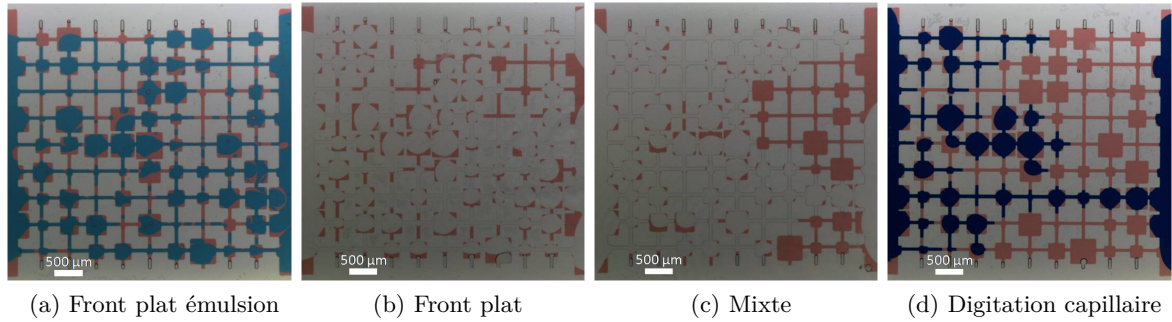 500 µm
500 µm
500 µm
500 µm
(a) Front plat émulsion
(b) Front plat
(c) Mixte
(d) Digitation capillaire